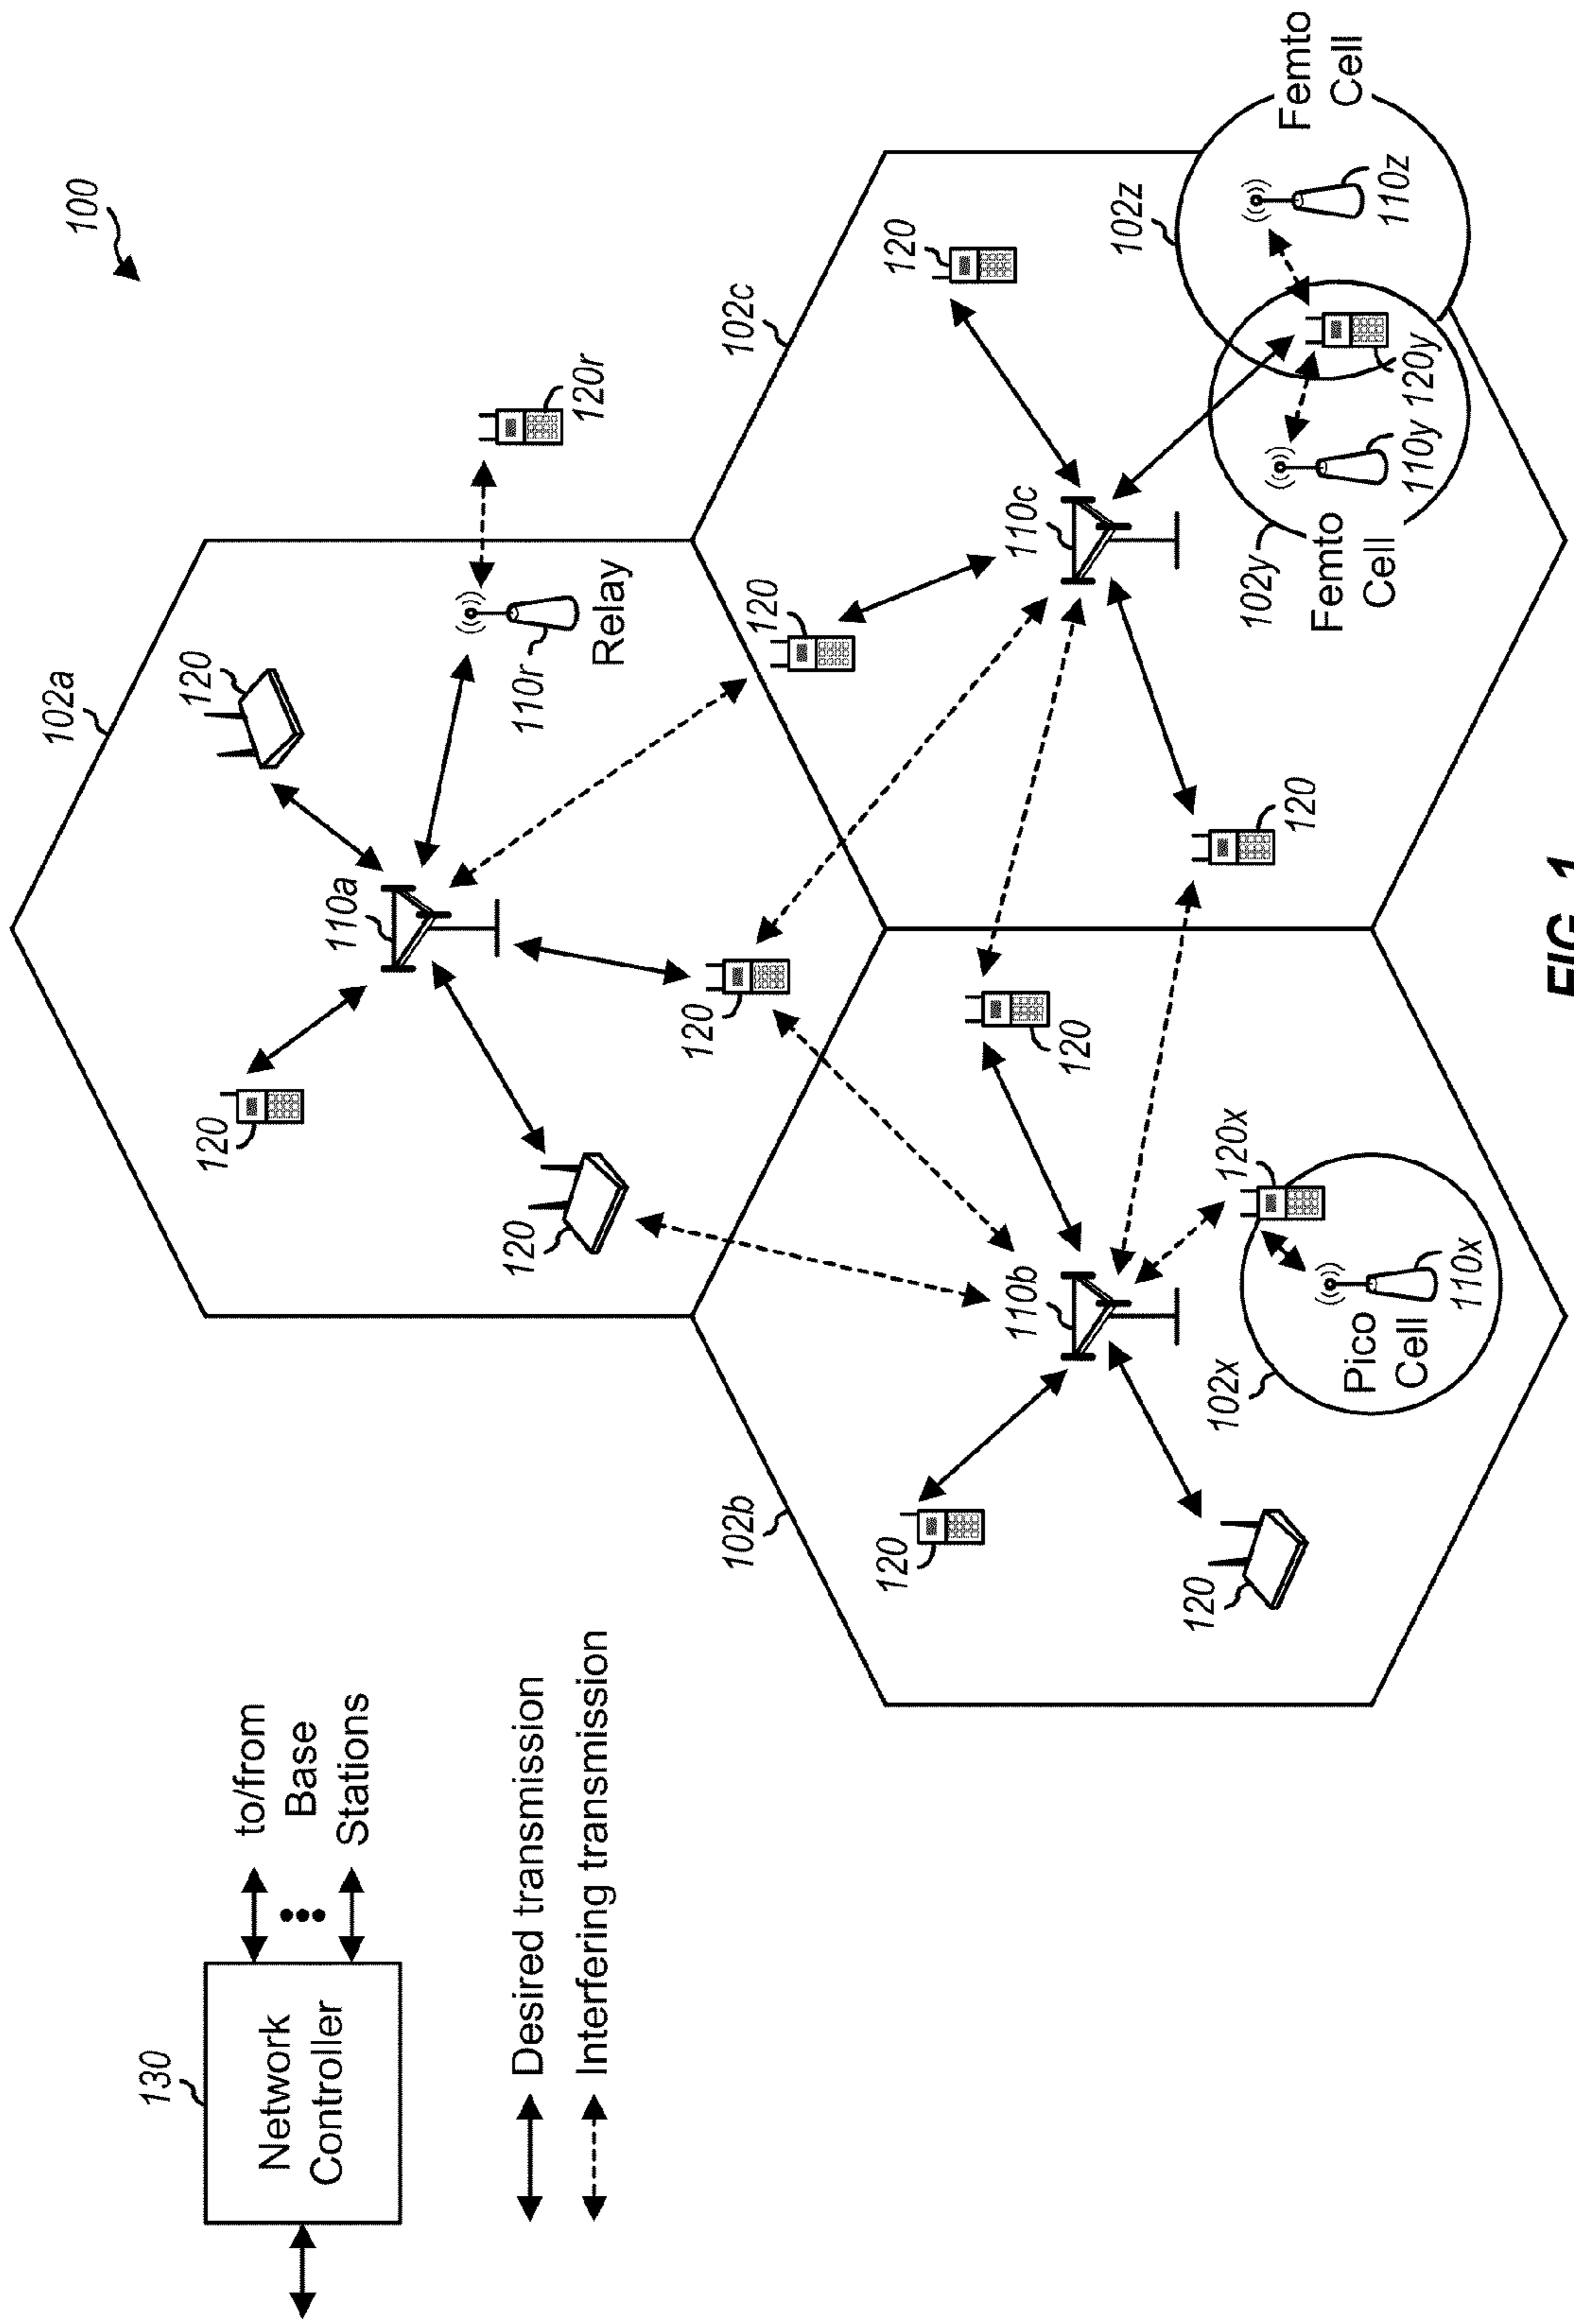 100
130
Network
Controller
to/from
Base
Stations
Desired transmission
Interfering transmission
102a
120
120
110a
120
120
110r
Relay
120r
102b
120
110b
120
120
120x
102x
Pico
Cell
110x
102c
120
120
110c
120
102y
Femto
Cell
110y
120y
102z
110z
Femto
Cell
120
FIG. 1